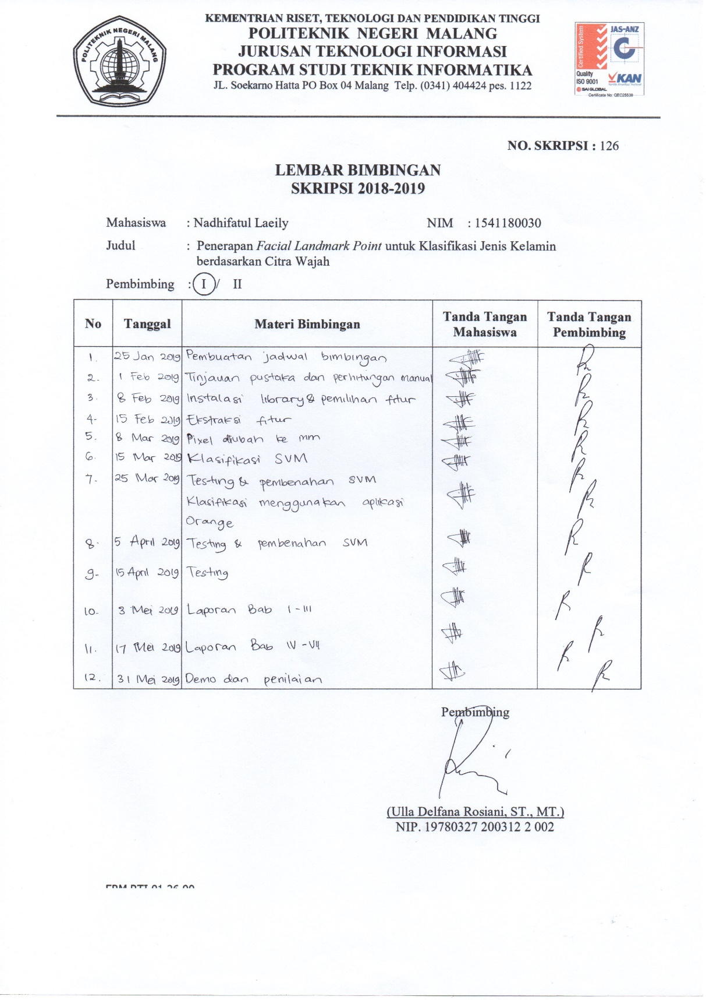 KEMENTRIAN RISET, TEKNOLOGI DAN PENDIDIKAN TINGGI
POLITEKNIK NEGERI MALANG
JURUSAN TEKNOLOGI INFORMASI
PROGRAM STUDI TEKNIK INFORMATIKA
JL. Soekarno Hatta PO Box 04 Malang Telp. (0341) 404424 pes. 1122
POLITEKNIK NEGERI MALANG
Certified System
JAS-ANZ
Quality
ISO 9001
KAN
SAI GLOBAL
Certificate No: QEC25539
NO. SKRIPSI : 126
LEMBAR BIMBINGAN
SKRIPSI 2018-2019
Mahasiswa : Nadhifatul Laeily NIM : 1541180030
Judul : Penerapan Facial Landmark Point untuk Klasifikasi Jenis Kelamin
berdasarkan Citra Wajah
Pembimbing : I / II
No Tanggal Materi Bimbingan Tanda Tangan Mahasiswa Tanda Tangan Pembimbing
1. 25 Jan 2019 Pembuatan jadwal bimbingan
2. 1 Feb 2019 Tinjauan pustaka dan perhitungan manual
3. 8 Feb 2019 Instalasi library & pemilihan fitur
4- 15 Feb 2019 Ekstraksi fitur
5. 8 Mar 2019 Pixel diubah ke mm
6. 15 Mar 2019 Klasifikasi SVM
7- 25 Mar 2019 Testing & pembenahan SVM
Klasifikasi menggunakan aplikasi
Orange
8. 5 April 2019 Testing & pembenahan SVM
9- 15 April 2019 Testing
10- 3 Mei 2019 Laporan Bab I - III
11. 17 Mei 2019 Laporan Bab IV - VII
12. 31 Mei 2019 Demo dan penilaian
Pembimbing
(Ulla Delfana Rosiani, ST., MT.)
NIP. 19780327 200312 2 002